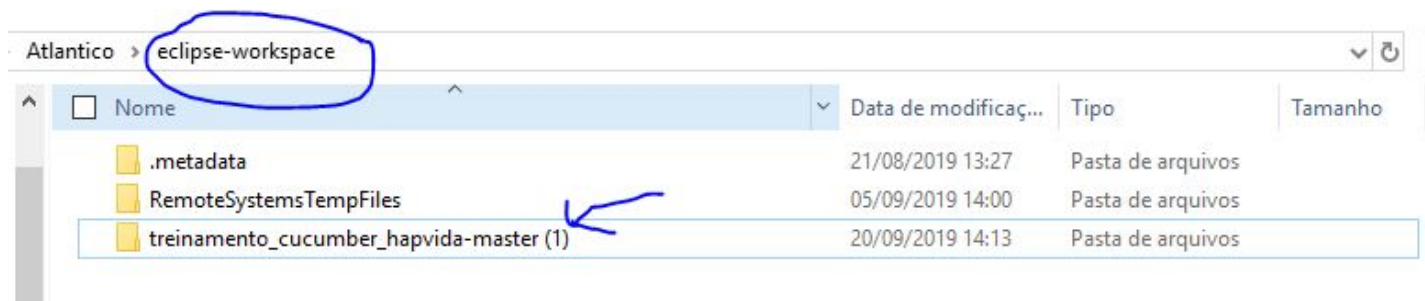 Atlantico > eclipse-workspace
Nome Data de modificaç... Tipo Tamanho
.metadata 21/08/2019 13:27 Pasta de arquivos
RemoteSystemsTempFiles 05/09/2019 14:00 Pasta de arquivos
treinamento_cucumber_hapvida-master (1) 20/09/2019 14:13 Pasta de arquivos